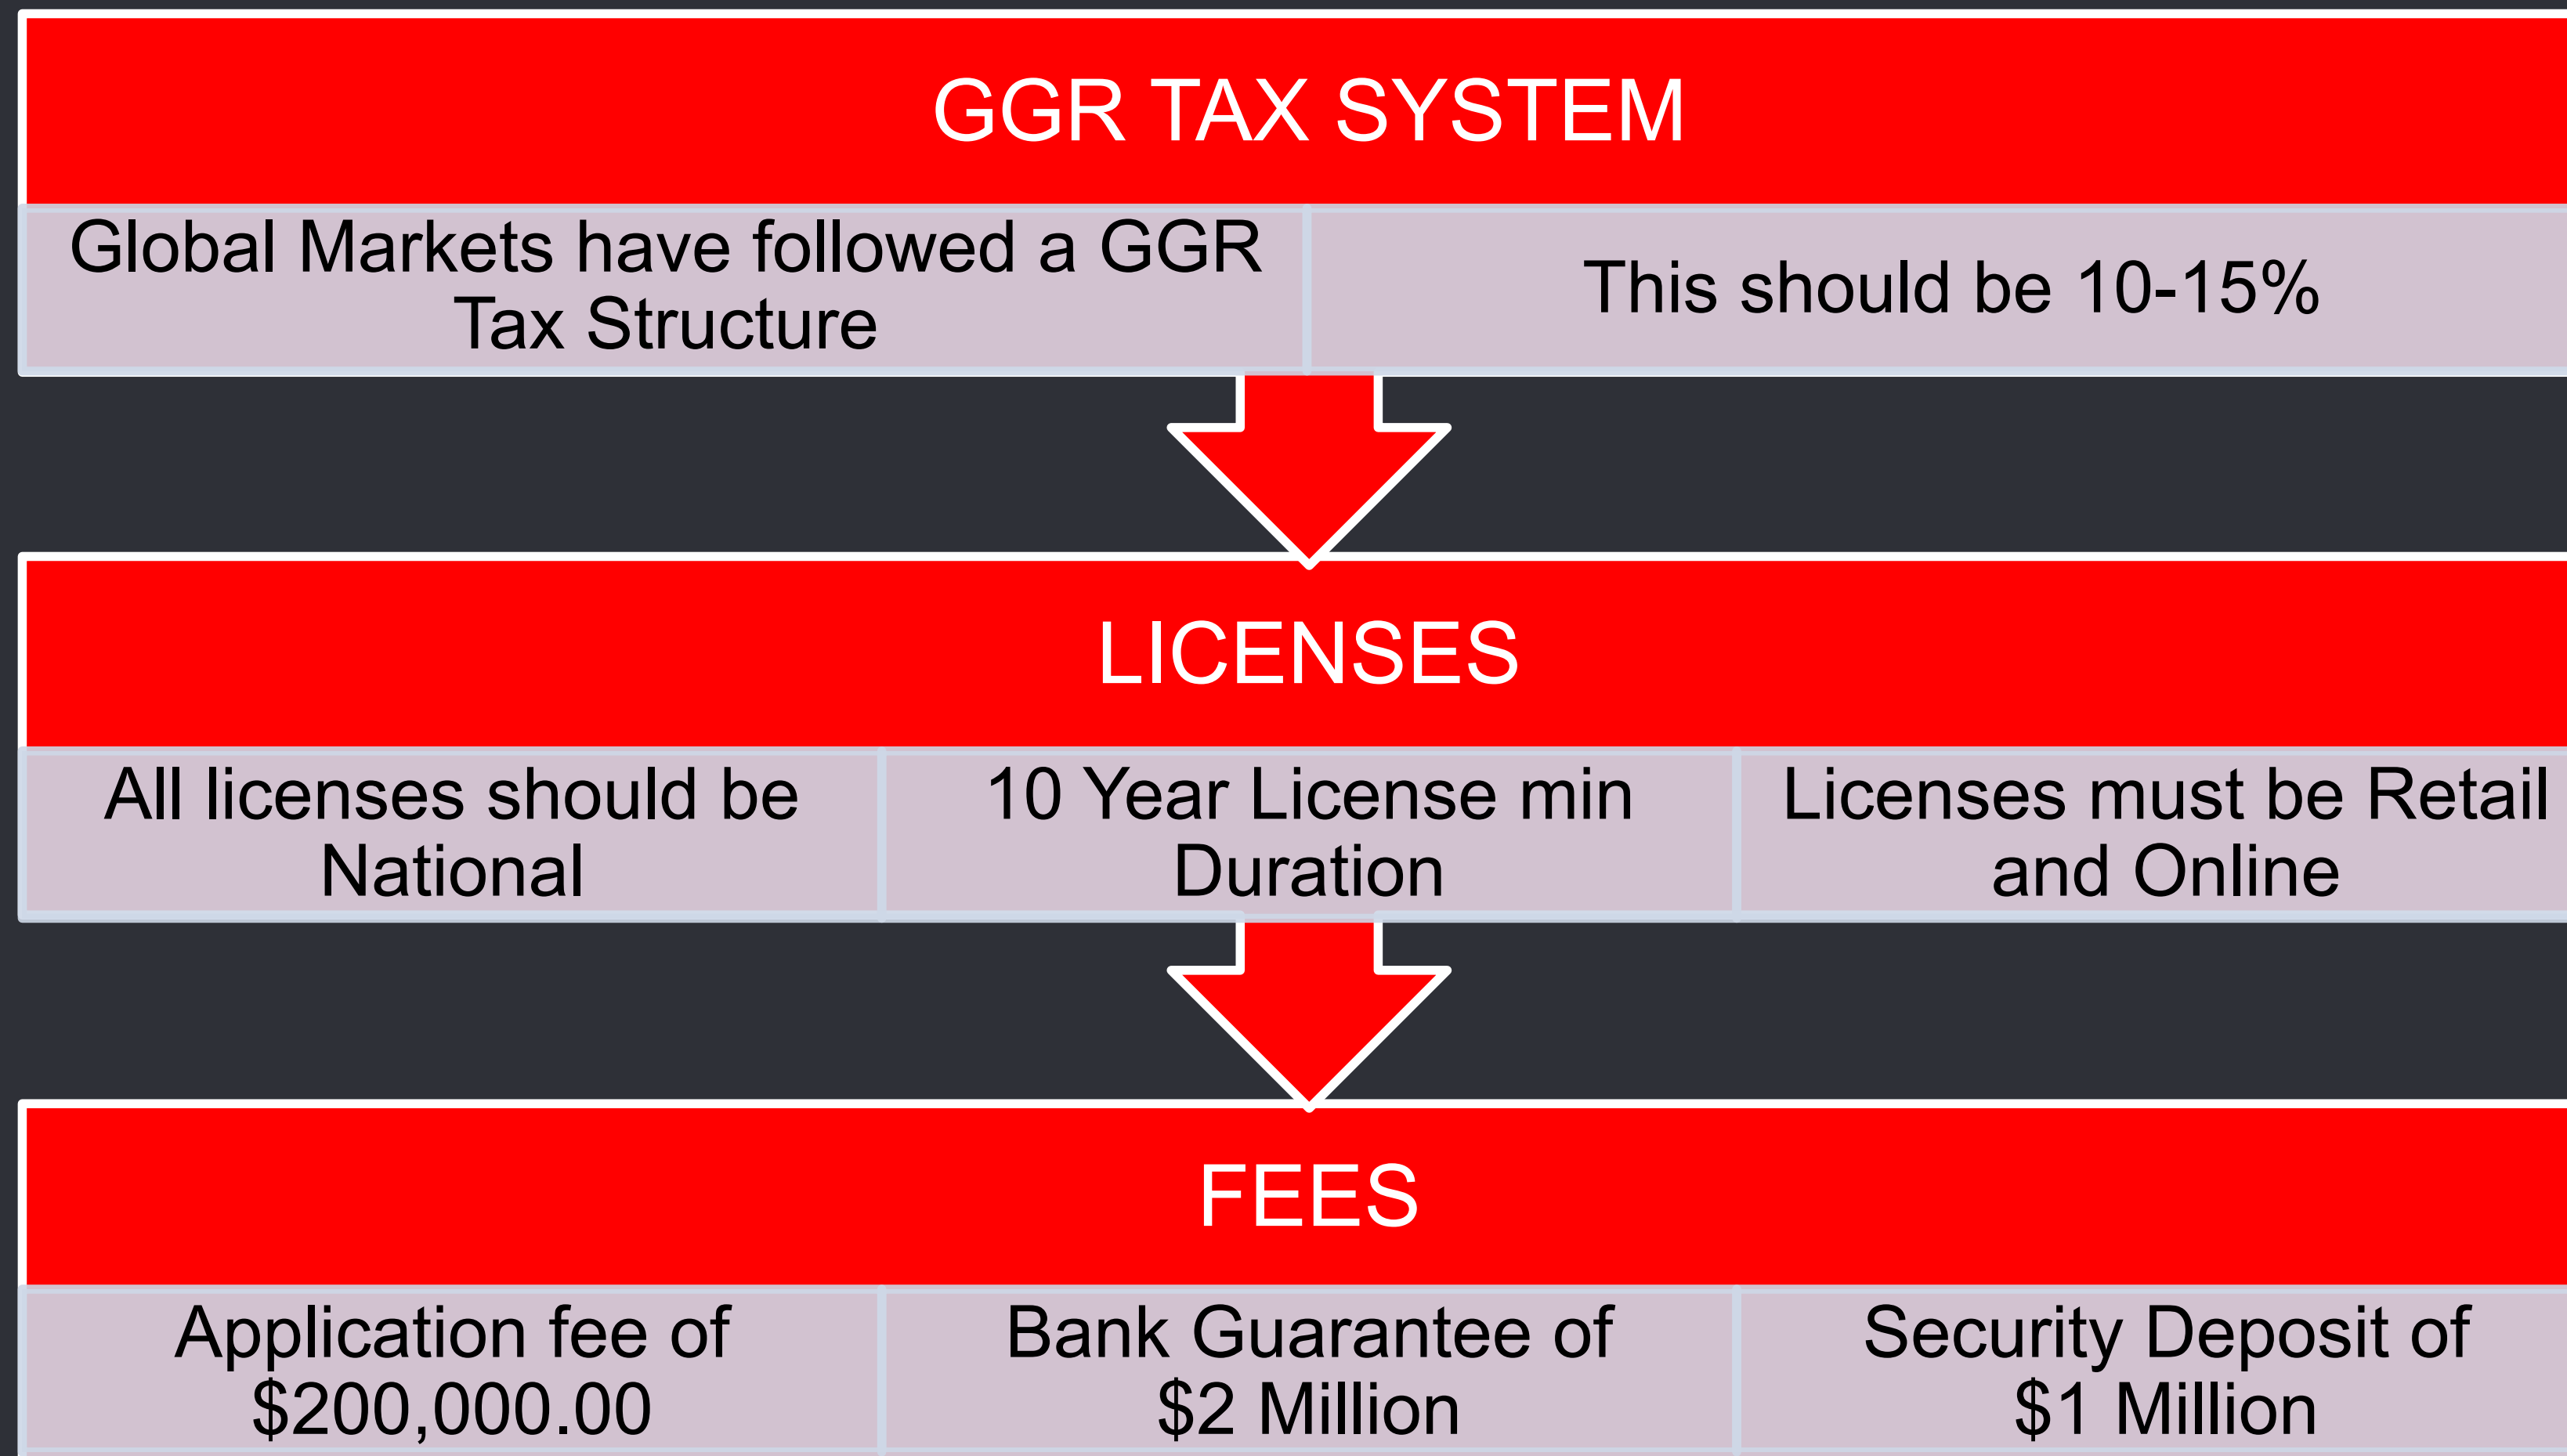 GGR TAX SYSTEM
Global Markets have followed a GGR
Tax Structure
This should be 10-15%
LICENSES
All licenses should be
National
10 Year License min
Duration
Licenses must be Retail
and Online
FEES
Application fee of
$200,000.00
Bank Guarantee of
$2 Million
Security Deposit of
$1 Million